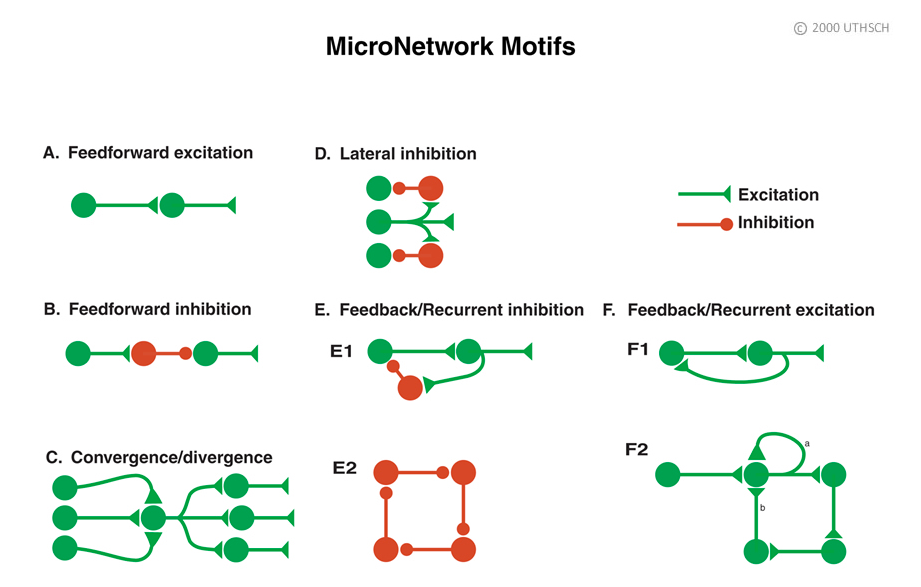 © 2000 UTHSCH
MicroNetwork Motifs
A. Feedforward excitation
D. Lateral inhibition
Excitation
Inhibition
B. Feedforward inhibition
E. Feedback/Recurrent inhibition
F. Feedback/Recurrent excitation
E1
F1
C. Convergence/divergence
E2
F2
a
b